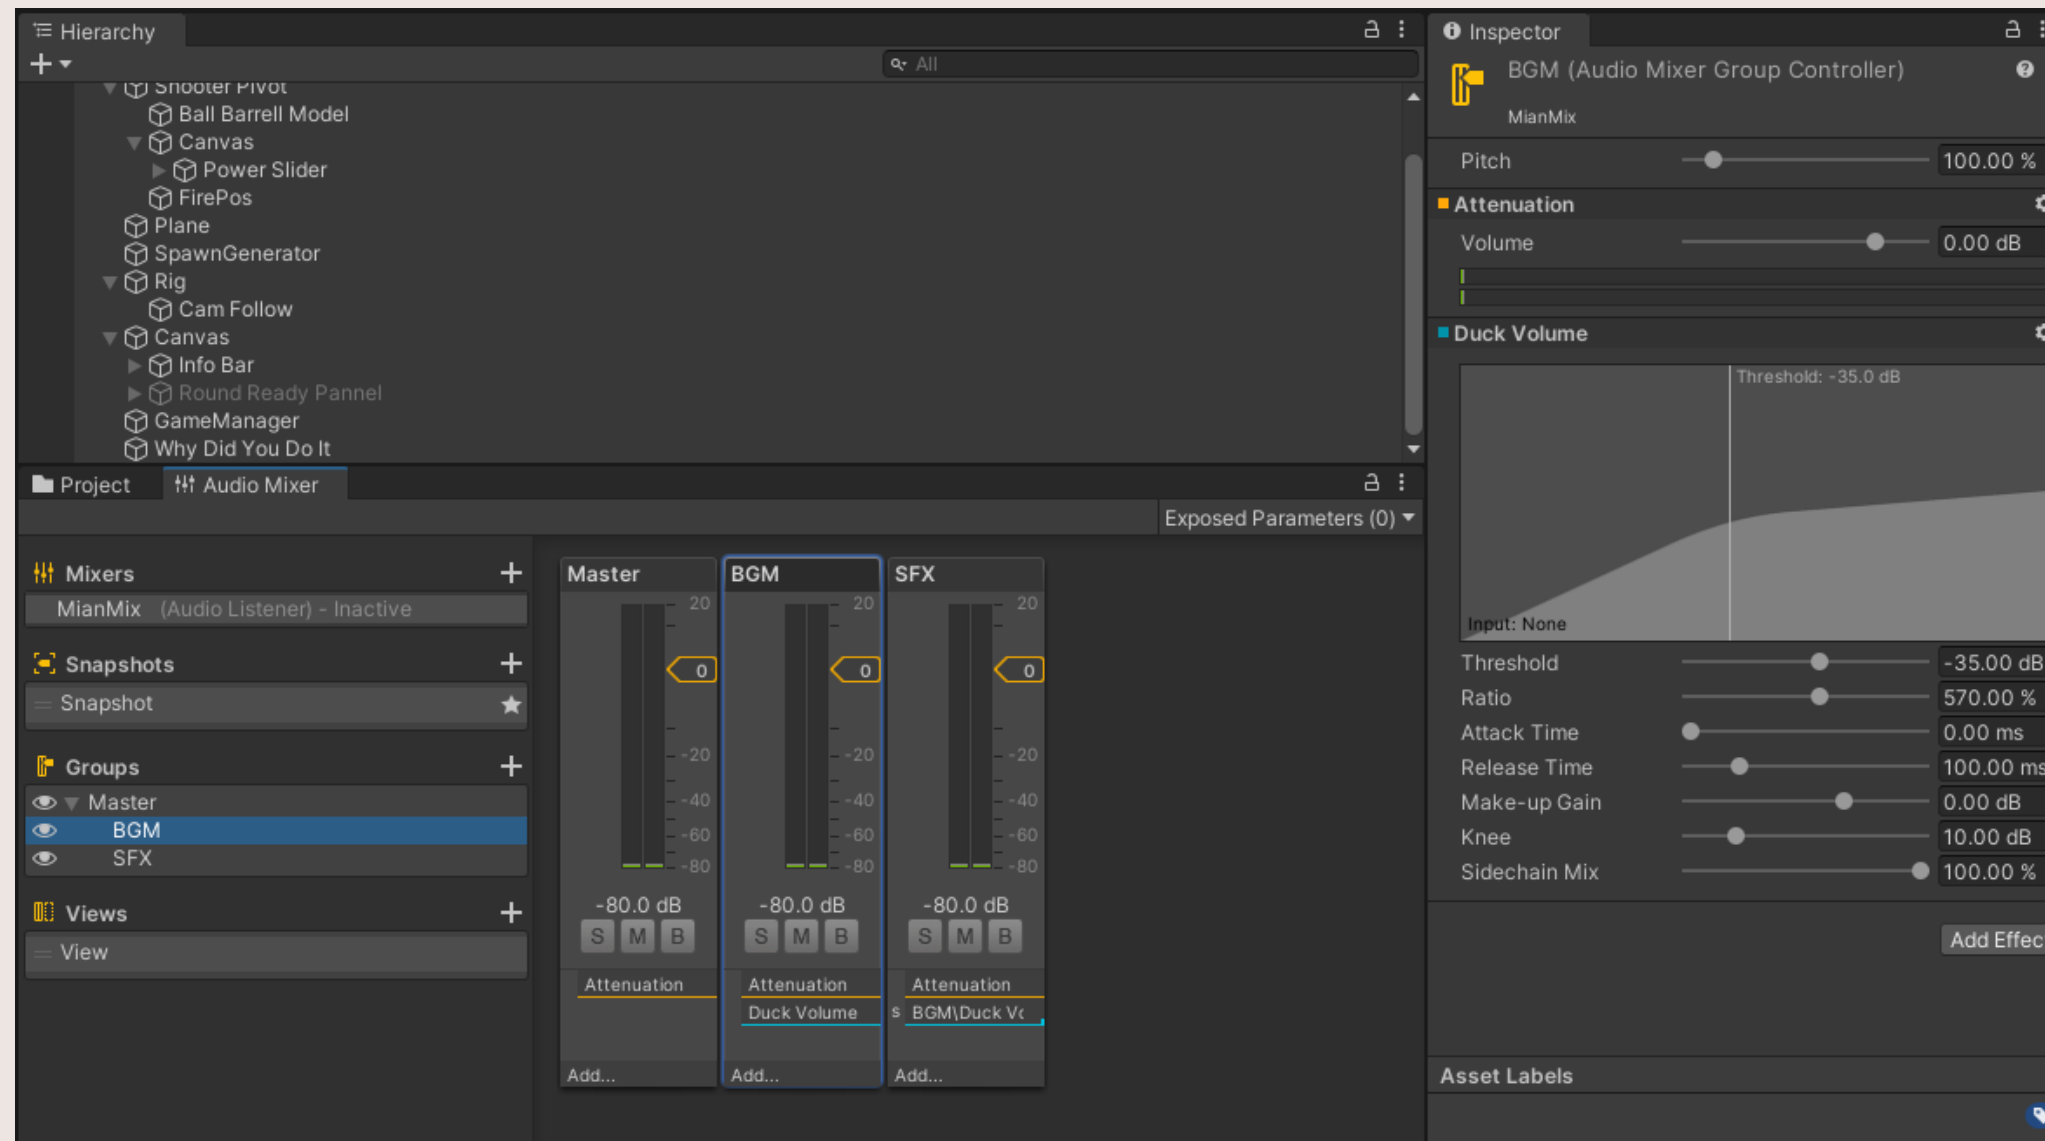 Hierarchy
All
Shooter Pivot
Ball Barrell Model
Canvas
Power Slider
FirePos
Plane
SpawnGenerator
Rig
Cam Follow
Canvas
Info Bar
Round Ready Pannel
GameManager
Why Did You Do It
Project
Audio Mixer
Exposed Parameters (0)
Mixers
MianMix (Audio Listener) - Inactive
Snapshots
Snapshot
Groups
Master
BGM
SFX
Views
View
Master
20
0
-20
-40
-60
-80
-80.0 dB
S M B
Attenuation
Add...
BGM
20
0
-20
-40
-60
-80
-80.0 dB
S M B
Attenuation
Duck Volume
Add...
SFX
20
0
-20
-40
-60
-80
-80.0 dB
S M B
Attenuation
S BGM\Duck Vc
Add...
Inspector
BGM (Audio Mixer Group Controller)
MianMix
Pitch 100.00 %
Attenuation
Volume 0.00 dB
Duck Volume
Threshold: -35.0 dB
Input: None
Threshold -35.00 dB
Ratio 570.00 %
Attack Time 0.00 ms
Release Time 100.00 ms
Make-up Gain 0.00 dB
Knee 10.00 dB
Sidechain Mix 100.00 %
Add Effec
Asset Labels